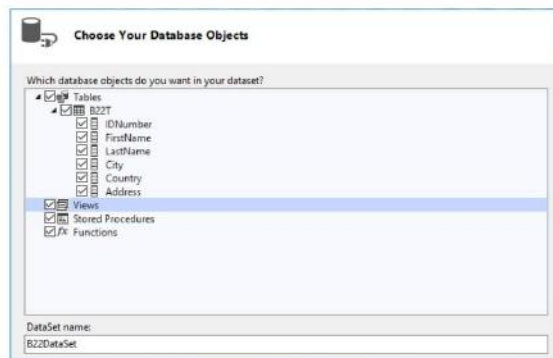 Choose Your Database Objects
Which database objects do you want in your dataset?
Tables
B22T
IDNumber
FirstName
LastName
City
Country
Address
Views
Stored Procedures
fx Functions
DataSet name:
B22DataSet